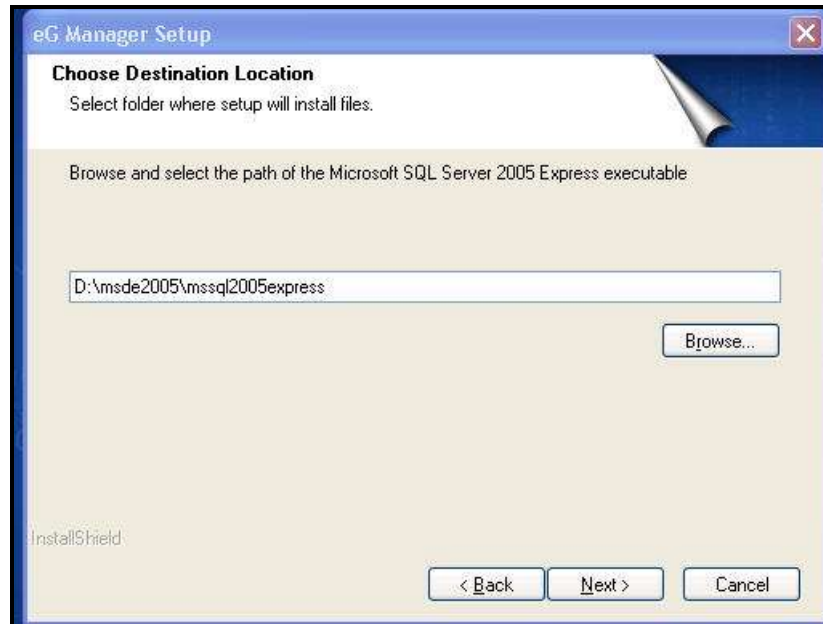 eG Manager Setup
Choose Destination Location
Select folder where setup will install files.
Browse and select the path of the Microsoft SQL Server 2005 Express executable
D:\msde2005\mssql2005express
Browse...
InstallShield
< Back Next > Cancel